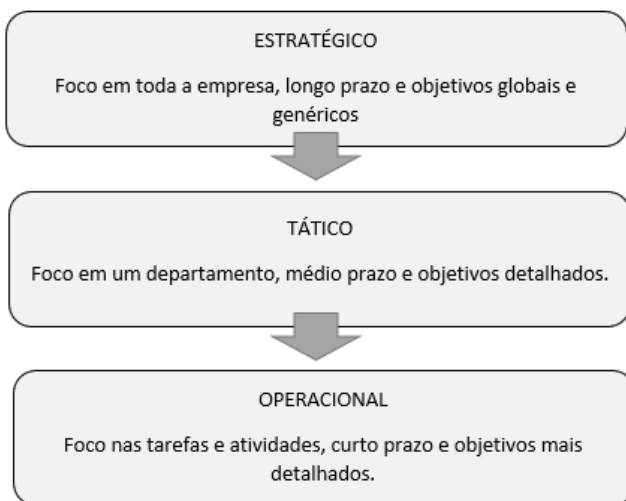 ESTRATÉGICO
Foco em toda a empresa, longo prazo e objetivos globais e
genéricos
TÁTICO
Foco em um departamento, médio prazo e objetivos detalhados.
OPERACIONAL
Foco nas tarefas e atividades, curto prazo e objetivos mais
detalhados.